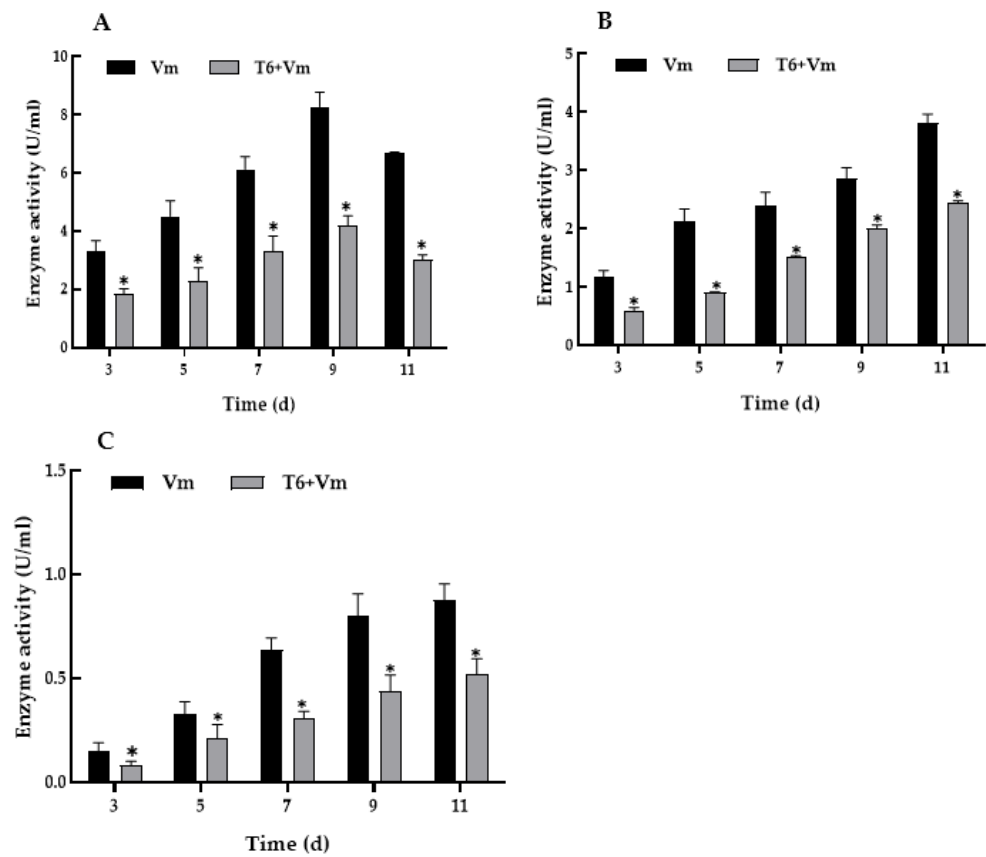 A
Vm T6+Vm
Enzyme activity (U/ml)
10
8
6
4
2
0
* * * * *
3 5 7 9 11
Time (d)
B
Vm T6+Vm
Enzyme activity (U/ml)
5
4
3
2
1
0
* * * * *
3 5 7 9 11
Time (d)
C
Vm T6+Vm
Enzyme activity (U/ml)
1.5
1.0
0.5
0.0
* * * * *
3 5 7 9 11
Time (d)